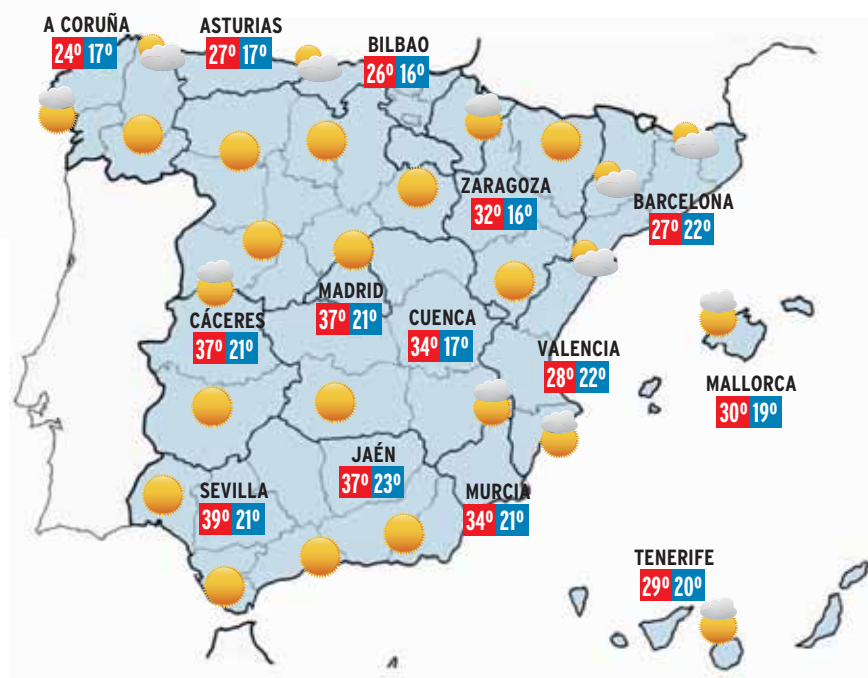 A CORUÑA
24º 17º
ASTURIAS
27º 17º
BILBAO
26º 16º
ZARAGOZA
32º 16º
BARCELONA
27º 22º
MADRID
37º 21º
CÁCERES
37º 21º
CUENCA
34º 17º
VALENCIA
28º 22º
MALLORCA
30º 19º
JAÉN
37º 23º
SEVILLA
39º 21º
MURCIA
34º 21º
TENERIFE
29º 20º